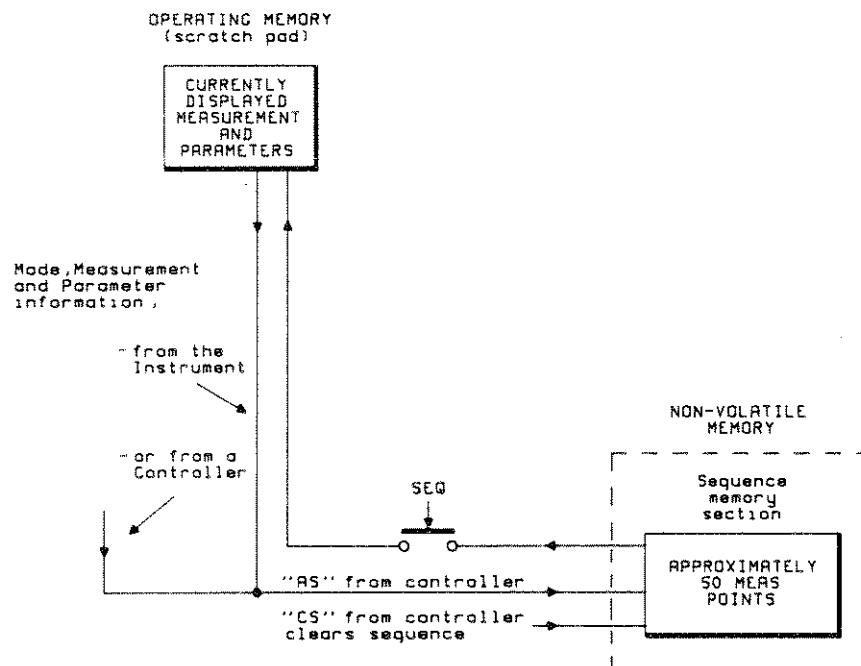 OPERATING MEMORY
(scratch pad)
CURRENTLY
DISPLAYED
MEASUREMENT
AND
PARAMETERS
Mode,Measurement
and Parameter
information,
-from the
Instrument
-or from a
Controller
NON-VOLATILE
MEMORY
SEQ
Sequence
memory
section
APPROXIMATELY
50 MEAS
POINTS
"AS" from controller
"CS" from controller
clears sequence